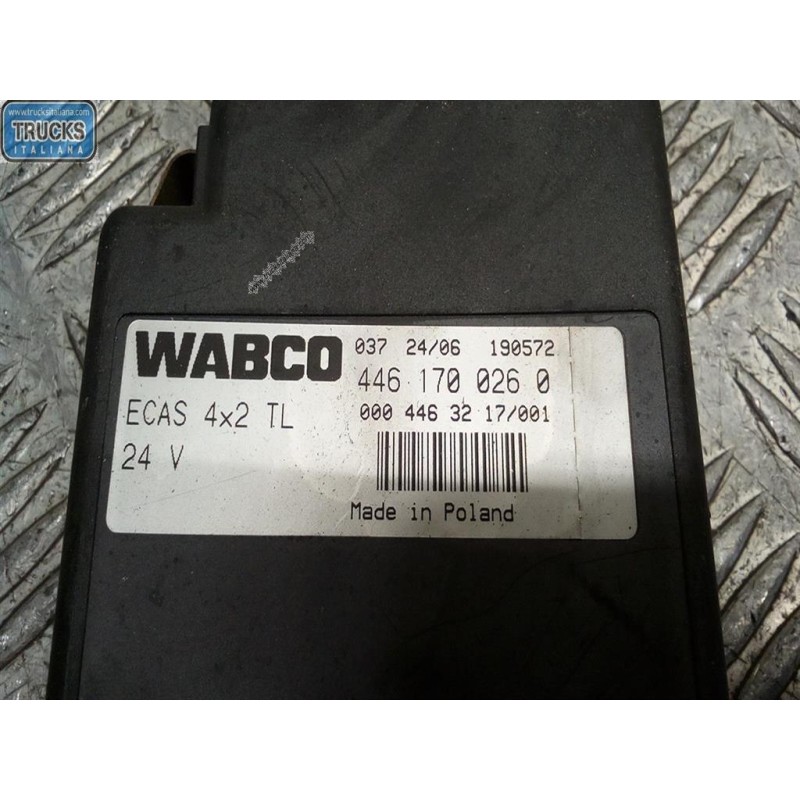 www.trucksitaliana.com
TRUCKS
ITALIANA
WABCO
037 24/06 190572
446 170 026 0
ECAS 4x2 TL
000 446 32 17/001
24 V
Made in Poland